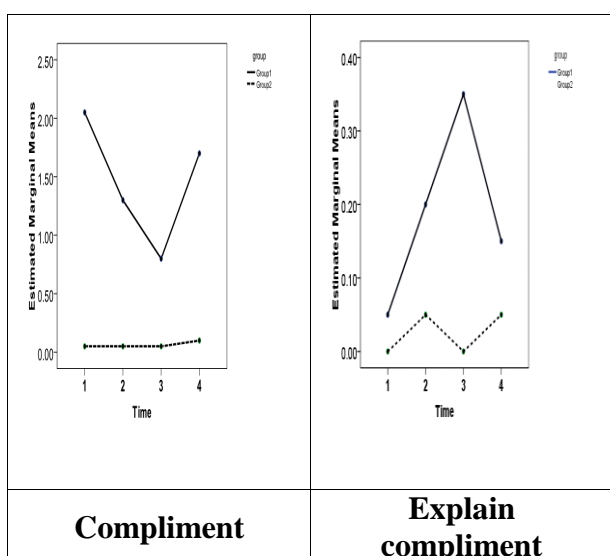 Estimated Marginal Means
2.50
2.00
1.50
1.00
0.50
0.00
1 2 3 4
Time
group
Group1
Group2
Estimated Marginal Means
0.40
0.30
0.20
0.10
0.00
1 2 3 4
Time
group
Group1
Group2
Compliment
Explain
compliment